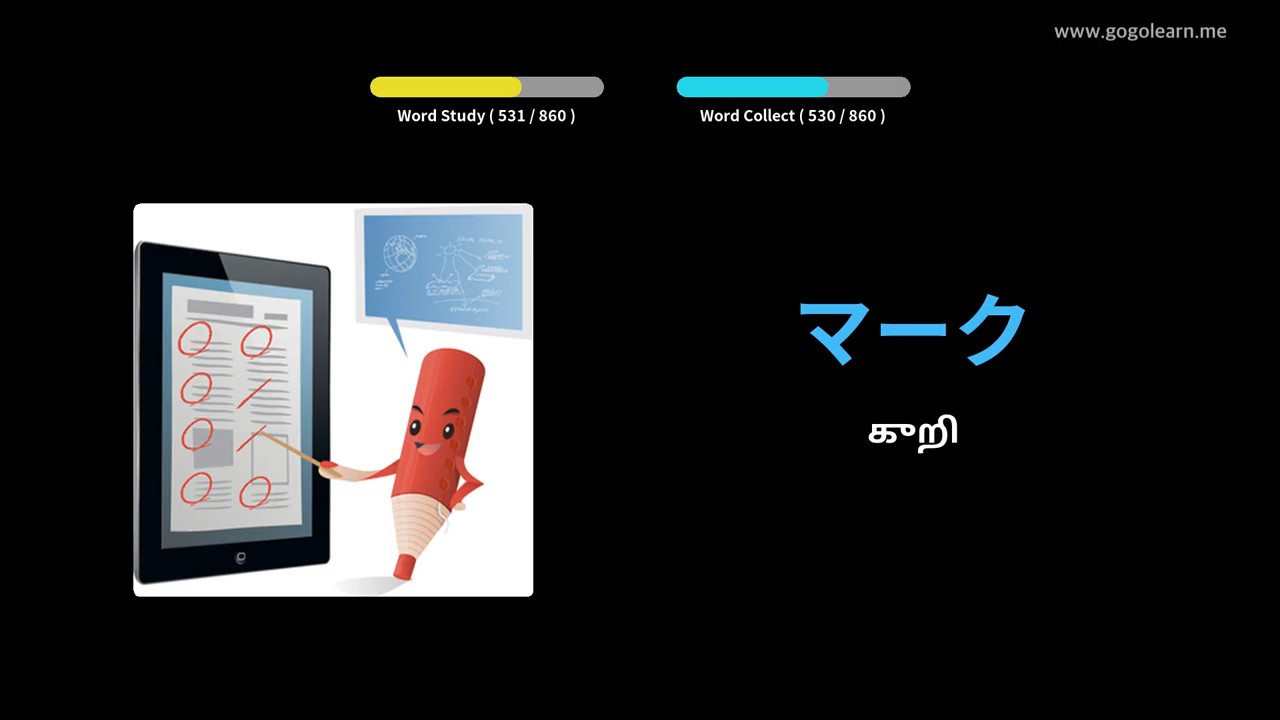 www.gogolearn.me
Word Study ( 531 / 860 )
Word Collect ( 530 / 860 )
マーク
குறி